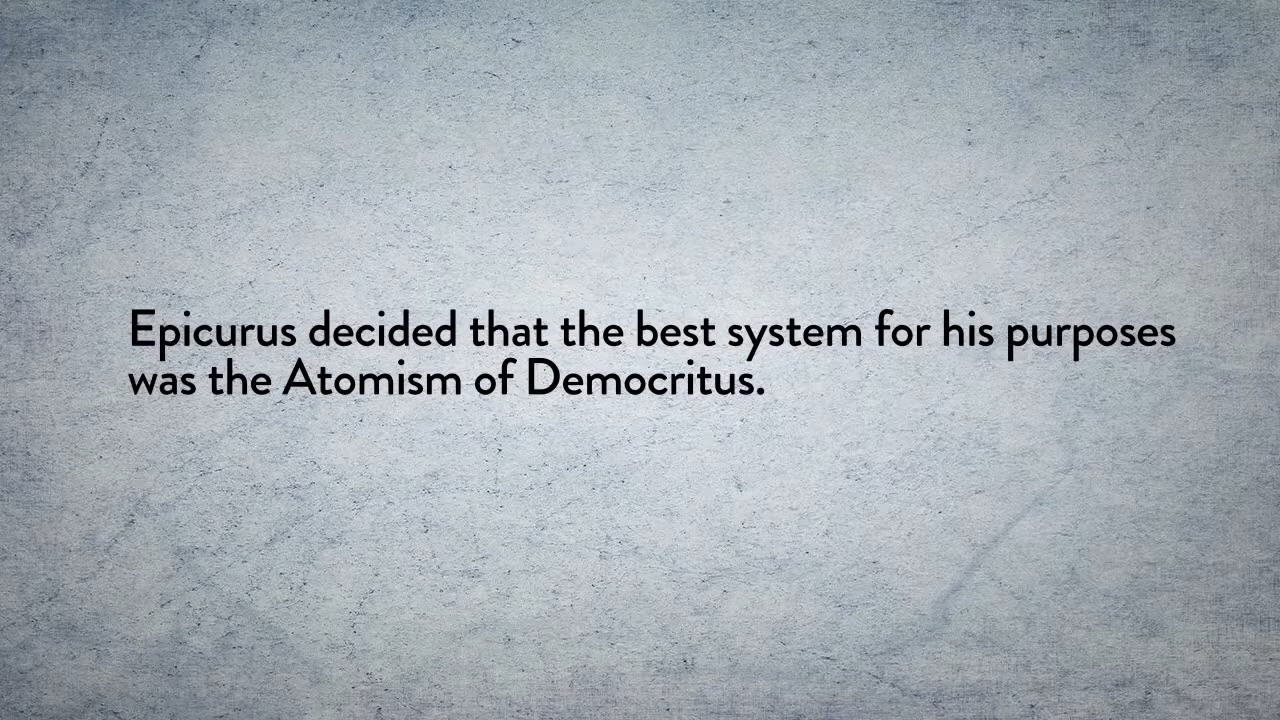 Epicurus decided that the best system for his purposes
was the Atomism of Democritus.